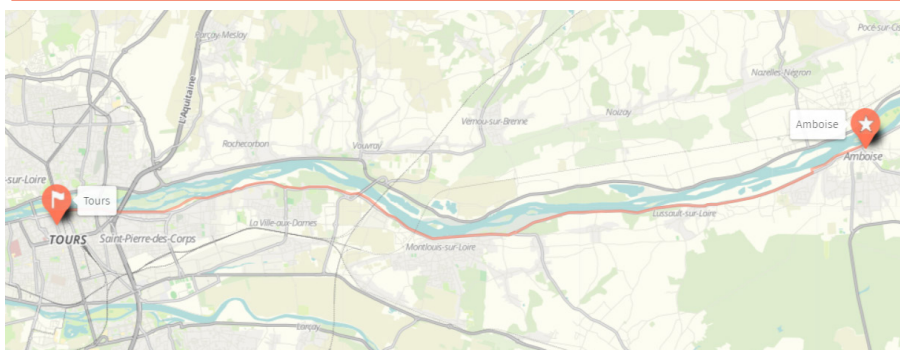 Parçay-Meslay
Pocé-sur-Ci
L'Aquitaine
Nazelles-Négron
Noizay
Vernou-sur-Brenne
Amboise
Rochecorbon
Vouvray
Amboise
-sur-Loire
Tours
Lussault-sur-Loire
La Ville-aux-Dames
TOURS
Saint-Pierre-des-Corps
Montlouis-sur-Loire
Larçay